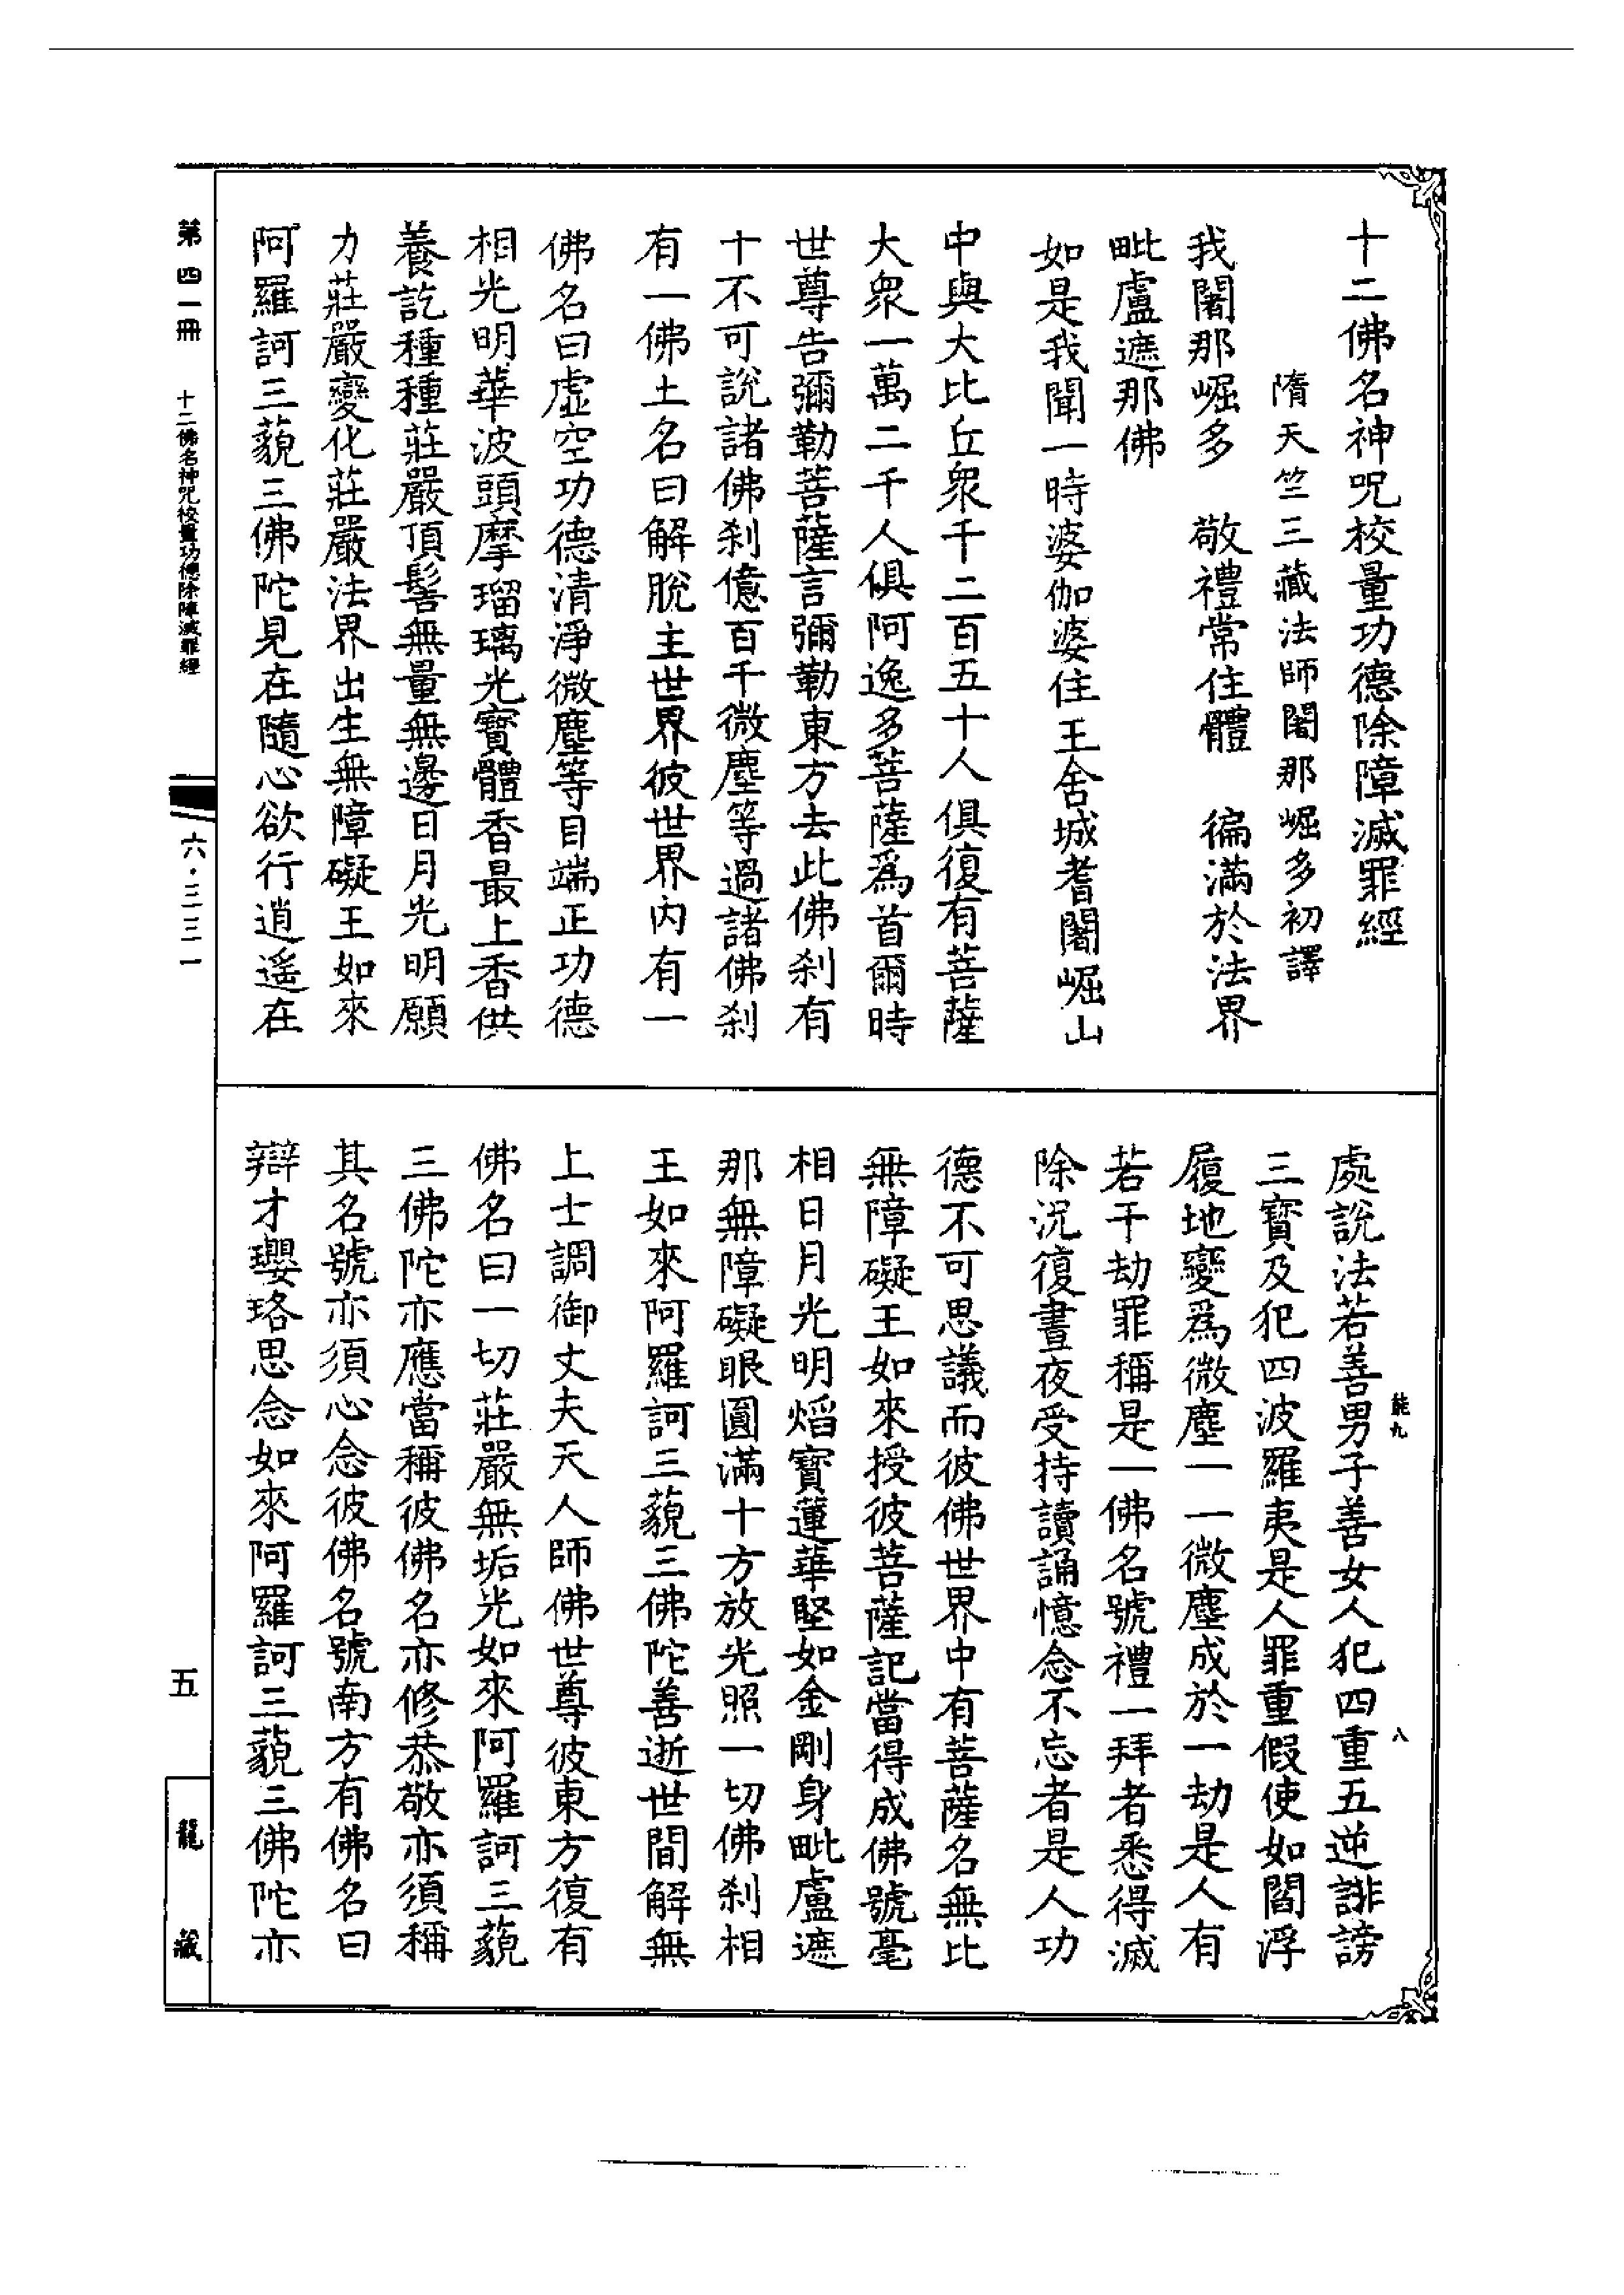 十二佛名神呪校量功德除障滅罪經
隋天竺三藏法師闍那崛多初譯
我闍那崛多　敬禮常住體　徧滿於法界
毗盧遮那佛
如是我聞一時婆伽婆住王舍城耆闍崛山
中與大比丘衆千二百五十人俱復有菩薩
大衆一萬二千人俱阿逸多菩薩爲首爾時
世尊告彌勒菩薩言彌勒東方去此佛刹有
十不可說諸佛刹億百千微塵等過諸佛刹
有一佛土名曰解脫主世界彼世界内有一
佛名曰虛空功德清淨微塵等目端正功德
相光明華波頭摩瑠璃光寶體香最上香供
養訖種種莊嚴頂髻無量無邊日月光明願
力莊嚴變化莊嚴法界出生無障礙王如來
阿羅訶三藐三佛陀見在隨心欲行逍遙在
處說法若善男子善女人犯四重五逆誹謗
三寶及犯四波羅夷是人罪重假使如閻浮
履地變爲微塵一一微塵成於一劫是人有
若干劫罪稱是一佛名號禮一拜者悉得滅
除況復晝夜受持讀誦憶念不忘者是人功
德不可思議而彼佛世界中有菩薩名無比
無障礙王如來授彼菩薩記當得成佛號毫
相日月光明焰寶蓮華堅如金剛身毗盧遮
那無障礙眼圓滿十方放光照一切佛刹相
王如來阿羅訶三藐三佛陀善逝世間解無
上士調御丈夫天人師佛世尊彼東方復有
佛名曰一切莊嚴無垢光如來阿羅訶三藐
三佛陀亦應當稱彼佛名亦修恭敬亦須稱
其名號亦須心念彼佛名號南方有佛名曰
辯才瓔珞思念如來阿羅訶三藐三佛陀亦
能九
八
第四一冊
十二佛名神咒校量功德除障滅罪經
六·三三一
五
龍藏